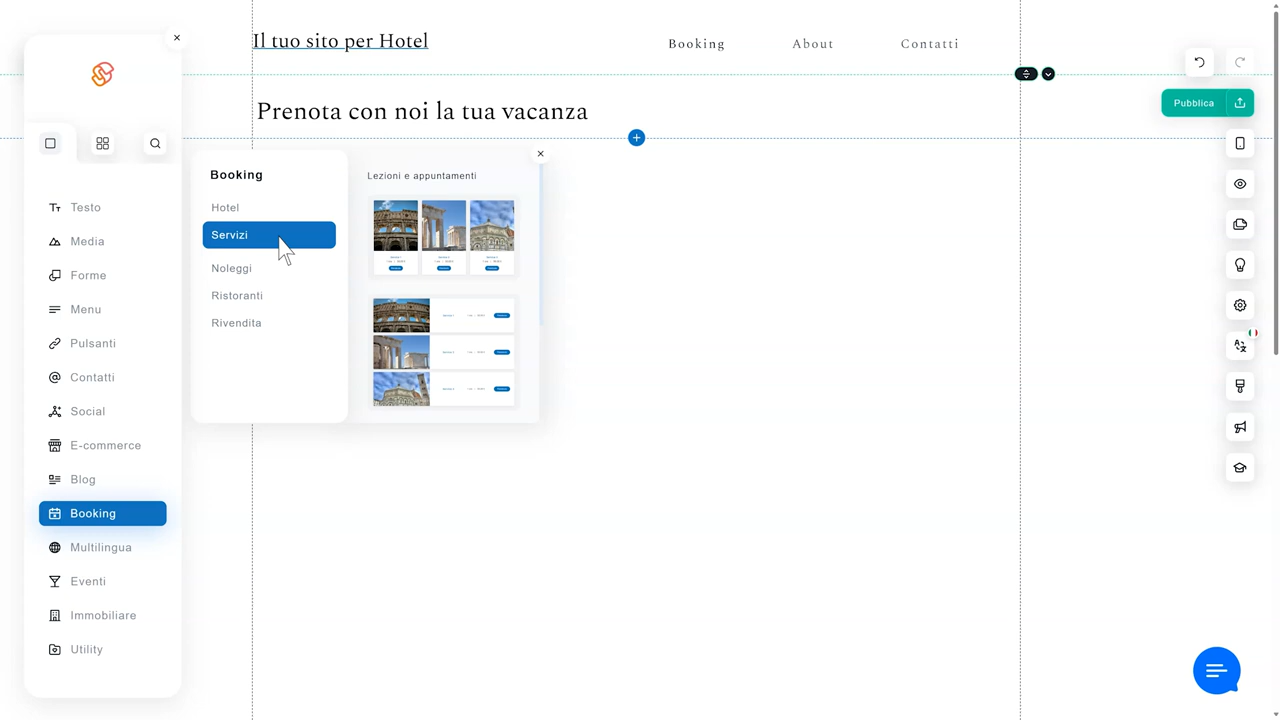 Il tuo sito per Hotel
Booking
About
Contatti
Prenota con noi la tua vacanza
Pubblica
Testo
Media
Forme
Menu
Pulsanti
Contatti
Social
E-commerce
Blog
Booking
Multilingua
Eventi
Immobiliare
Utility
Booking
Hotel
Servizi
Noleggi
Ristoranti
Rivendita
Lezioni e appuntamenti